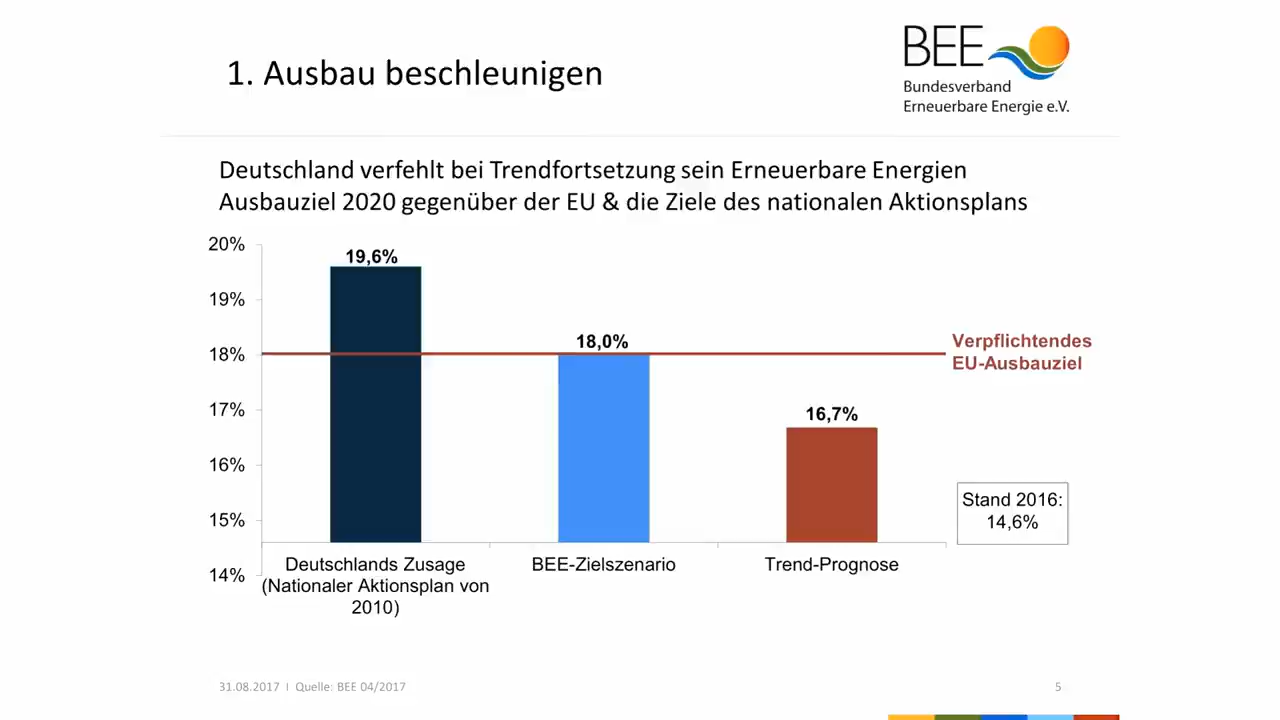 1. Ausbau beschleunigen
BEE
Bundesverband
Erneuerbare Energie e.V.
Deutschland verfehlt bei Trendfortsetzung sein Erneuerbare Energien
Ausbauziel 2020 gegenüber der EU & die Ziele des nationalen Aktionsplans
20%
19%
18%
17%
16%
15%
14%
19,6%
18,0%
16,7%
Verpflichtendes
EU-Ausbauziel
Stand 2016:
14,6%
Deutschlands Zusage
(Nationaler Aktionsplan von
2010)
BEE-Zielszenario
Trend-Prognose
31.08.2017 I Quelle: BEE 04/2017
5